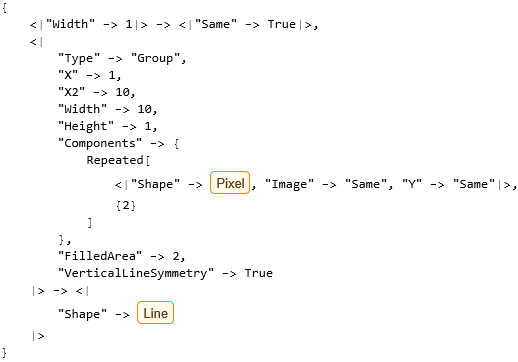 {
<|"Width" -> 1|> -> <|"Same" -> True|>,
<|
"Type" -> "Group",
"X" -> 1,
"X2" -> 10,
"Width" -> 10,
"Height" -> 1,
"Components" -> {
Repeated[
<|"Shape" -> Pixel, "Image" -> "Same", "Y" -> "Same"|>,
{2}
]
},
"FilledArea" -> 2,
"VerticalLineSymmetry" -> True
|> -> <|
"Shape" -> Line
|>
}